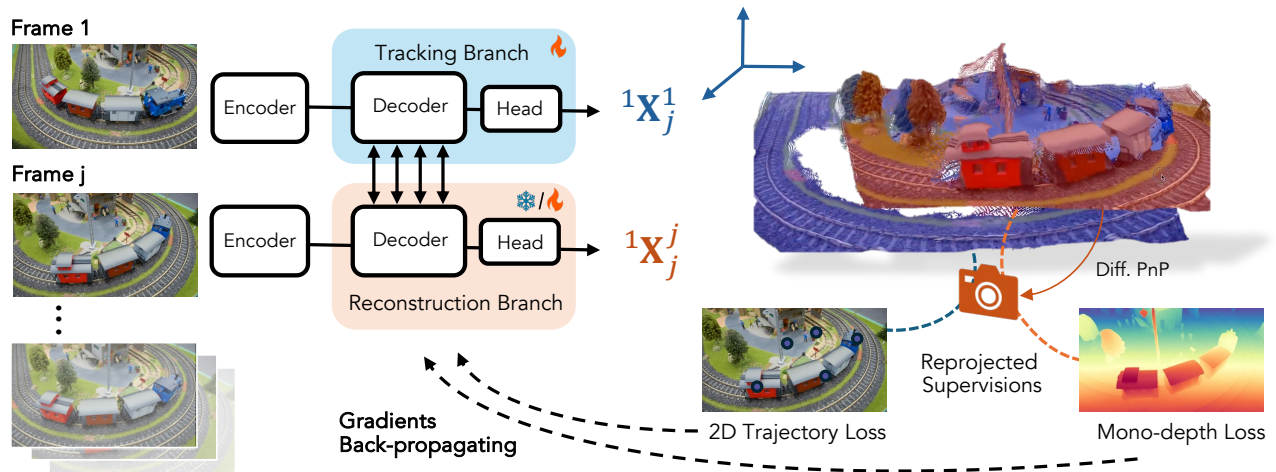 Frame 1
Tracking Branch
Encoder
Decoder
Head
¹X¹ⱼ
Frame j
Encoder
Decoder
Head
/
¹Xʲⱼ
Reconstruction Branch
Diff. PnP
Reprojected
Supervisions
Gradients
Back-propagating
2D Trajectory Loss
Mono-depth Loss